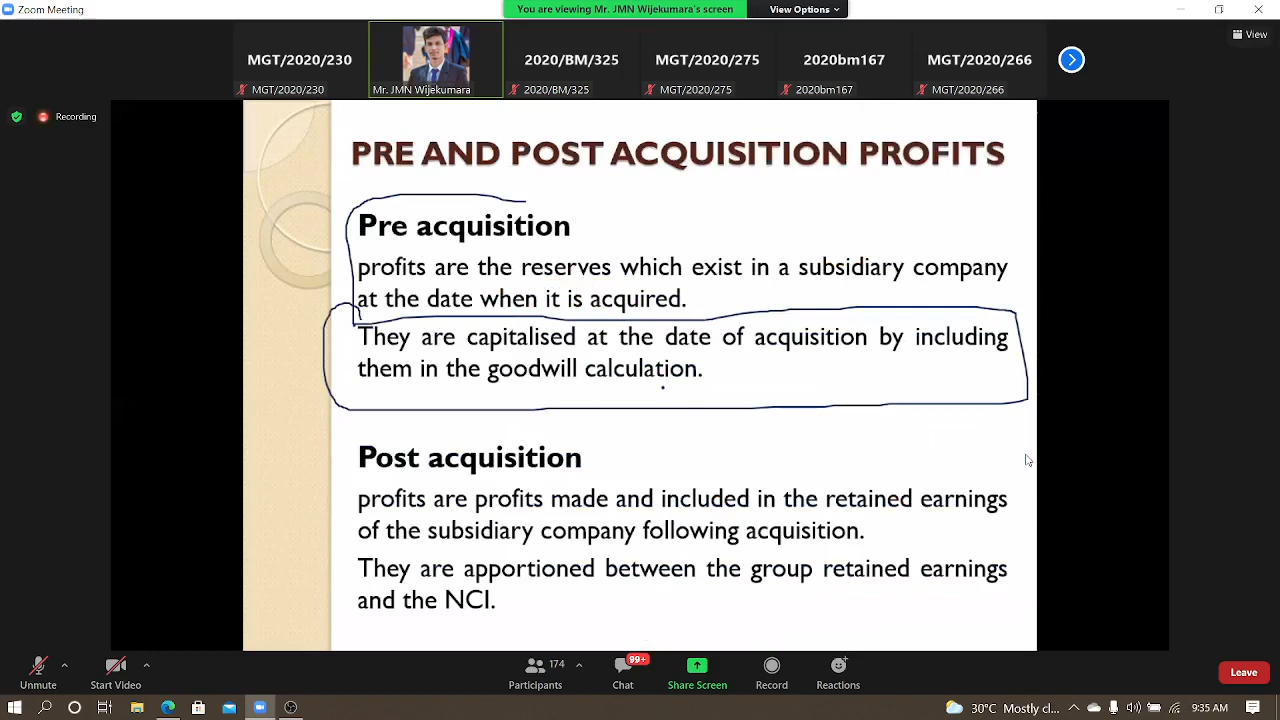 Zoom Meeting
You are viewing Mr. JMN Wijekumara's screen
View Options
View
MGT/2020/230
2020/BM/325
MGT/2020/275
2020bm167
MGT/2020/266
MGT/2020/230
Mr. JMN Wijekumara
2020/BM/325
MGT/2020/275
2020bm167
MGT/2020/266
Recording
PRE AND POST ACQUISITION PROFITS
Pre acquisition
profits are the reserves which exist in a subsidiary company
at the date when it is acquired.
They are capitalised at the date of acquisition by including
them in the goodwill calculation.
Post acquisition
profits are profits made and included in the retained earnings
of the subsidiary company following acquisition.
They are apportioned between the group retained earnings
and the NCI.
Unmute
Start Video
174
Participants
99+
Chat
Share Screen
Record
Reactions
Leave
30°C Mostly cloudy
9:35 AM